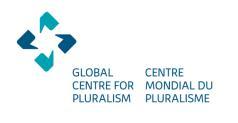 GLOBAL CENTRE FOR PLURALISM
CENTRE MONDIAL DU PLURALISME